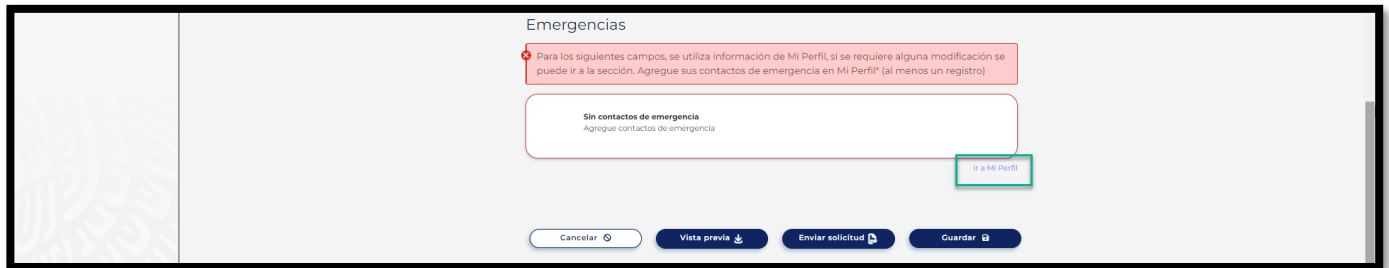 Emergencias
Para los siguientes campos, se utiliza información de Mi Perfil, si se requiere alguna modificación se
puede ir a la sección. Agregue sus contactos de emergencia en Mi Perfil* (al menos un registro)
Sin contactos de emergencia
Agregue contactos de emergencia
Ir a Mi Perfil
Cancelar
Vista previa
Enviar solicitud
Guardar